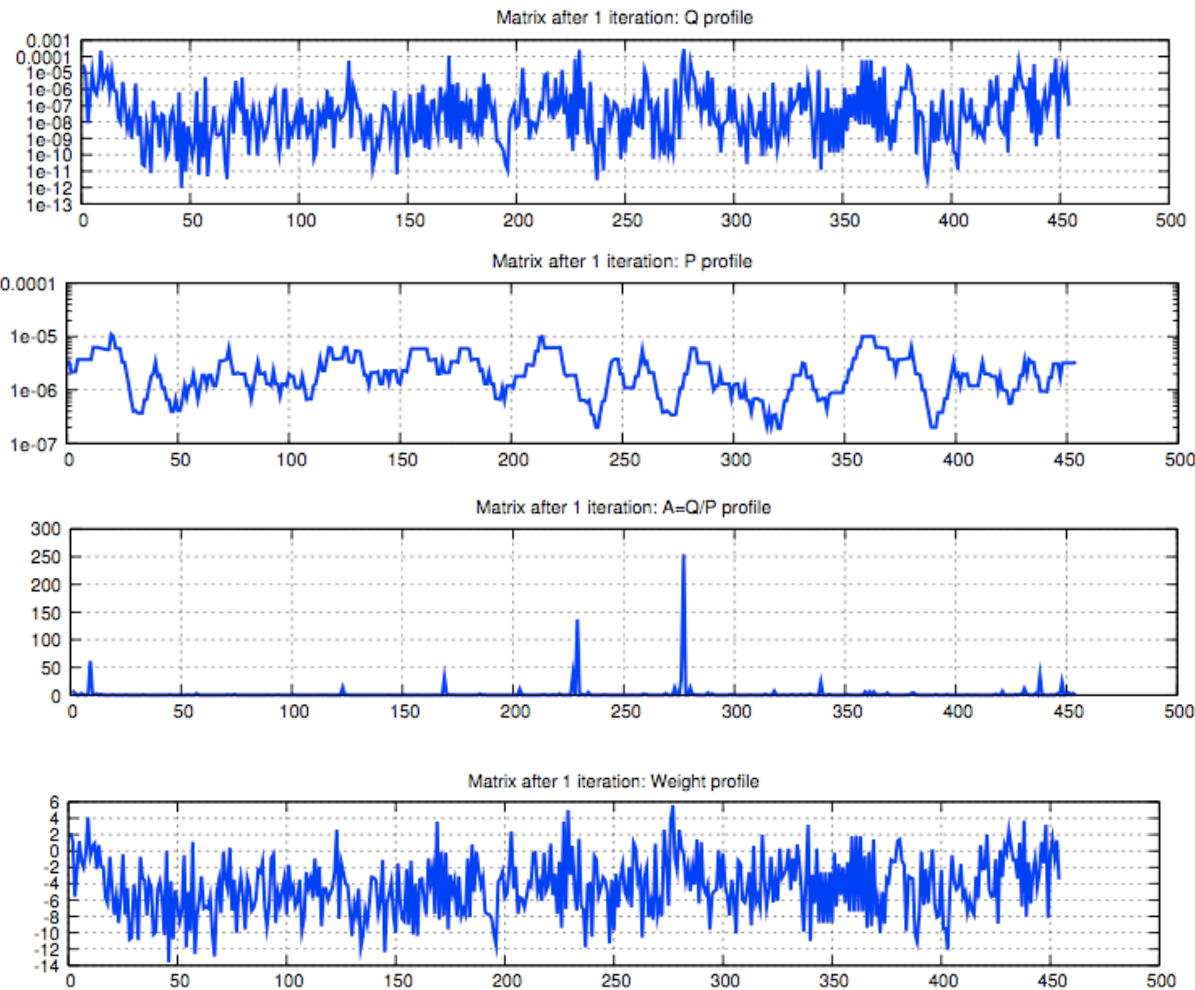 Matrix after 1 iteration: Q profile
0.001
0.0001
1e-05
1e-06
1e-07
1e-08
1e-09
1e-10
1e-11
1e-12
1e-13
0 50 100 150 200 250 300 350 400 450 500
Matrix after 1 iteration: P profile
0.0001
1e-05
1e-06
1e-07
0 50 100 150 200 250 300 350 400 450 500
Matrix after 1 iteration: A=Q/P profile
300
250
200
150
100
50
0
0 50 100 150 200 250 300 350 400 450 500
Matrix after 1 iteration: Weight profile
6
4
2
0
-2
-4
-6
-8
-10
-12
-14
0 50 100 150 200 250 300 350 400 450 500